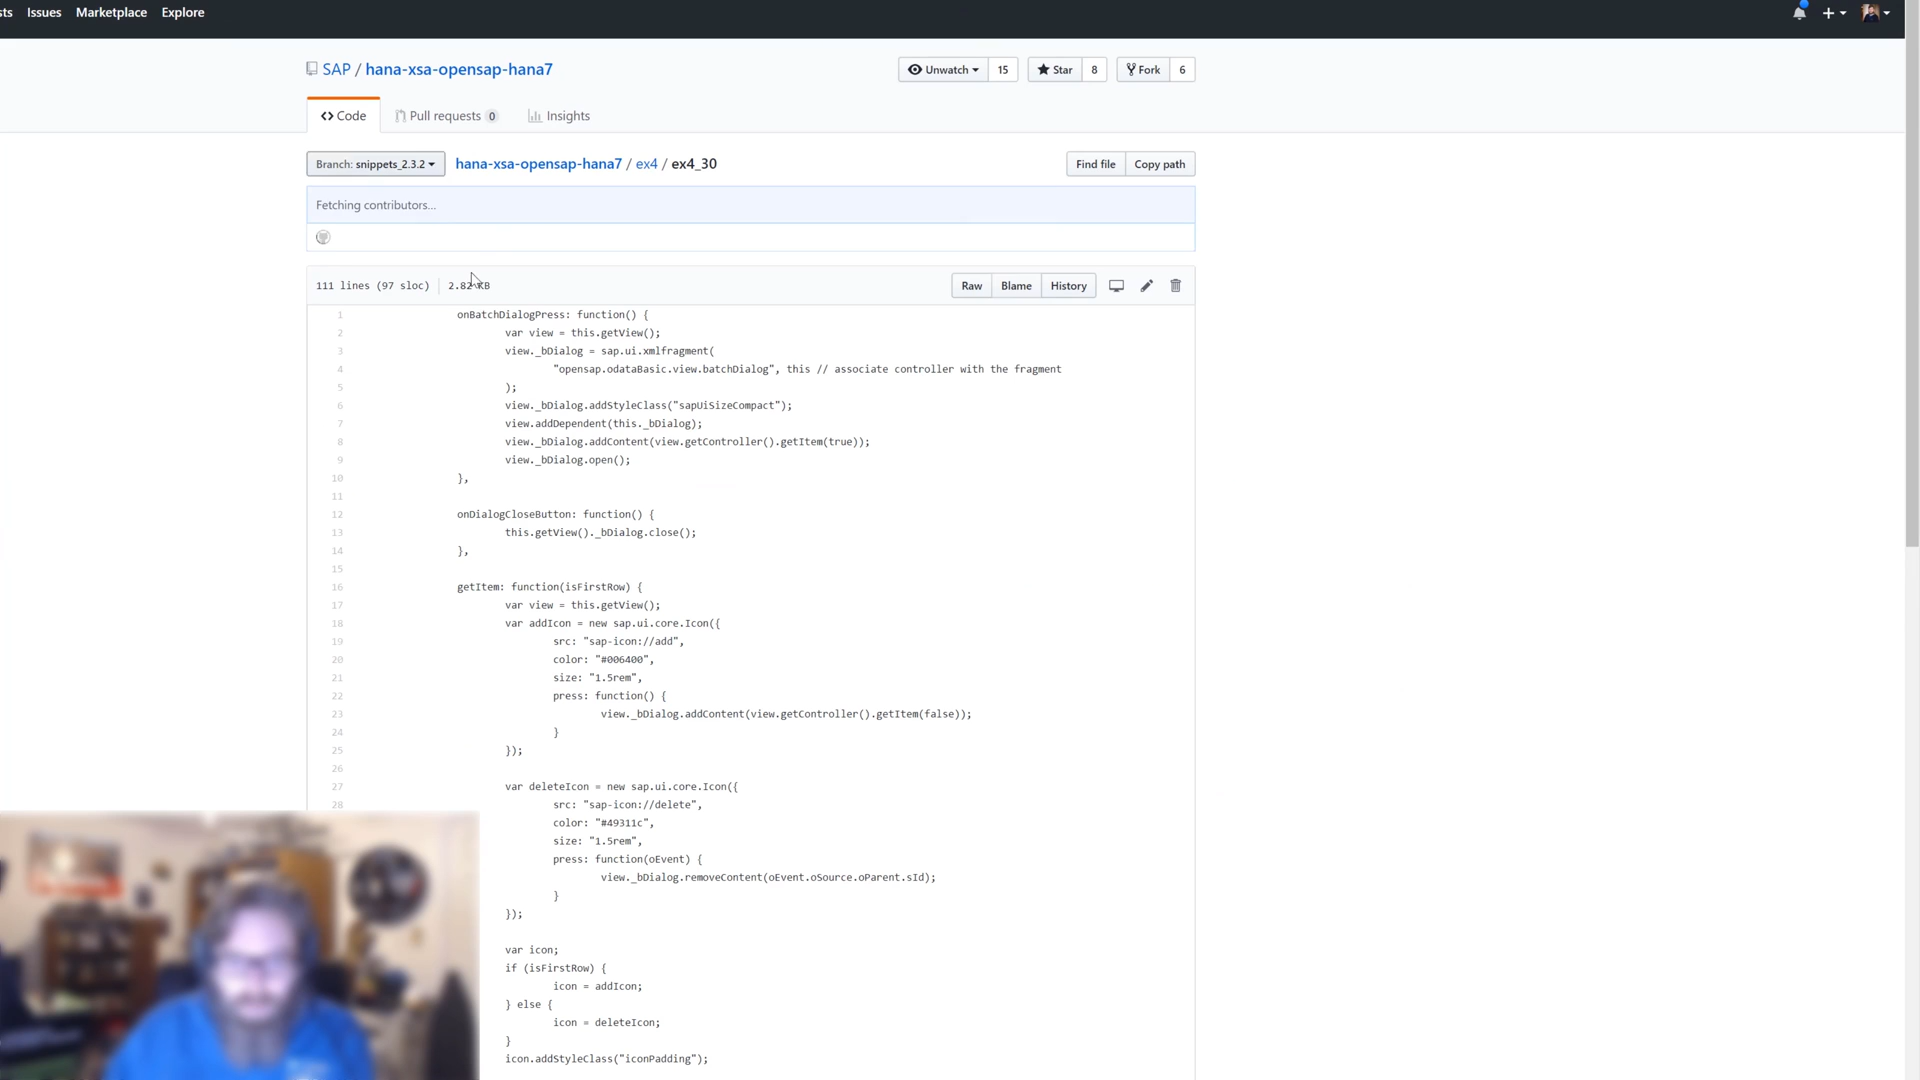 sts Issues Marketplace Explore
SAP / hana-xsa-opensap-hana7 Unwatch 15 Star 8 Fork 6
Code Pull requests 0 Insights
Branch: snippets_2.3.2 hana-xsa-opensap-hana7 / ex4 / ex4_30 Find file Copy path
Fetching contributors…
111 lines (97 sloc) 2.82 KB Raw Blame History
1 onBatchDialogPress: function() {
2 var view = this.getView();
3 view._bDialog = sap.ui.xmlfragment(
4 "opensap.odataBasic.view.batchDialog", this // associate controller with the fragment
5 );
6 view._bDialog.addStyleClass("sapUiSizeCompact");
7 view.addDependent(this._bDialog);
8 view._bDialog.addContent(view.getController().getItem(true));
9 view._bDialog.open();
10 },
11
12 onDialogCloseButton: function() {
13 this.getView()._bDialog.close();
14 },
15
16 getItem: function(isFirstRow) {
17 var view = this.getView();
18 var addIcon = new sap.ui.core.Icon({
19 src: "sap-icon://add",
20 color: "#006400",
21 size: "1.5rem",
22 press: function() {
23 view._bDialog.addContent(view.getController().getItem(false));
24 }
25 });
26
27 var deleteIcon = new sap.ui.core.Icon({
28 src: "sap-icon://delete",
color: "#49311c",
size: "1.5rem",
press: function(oEvent) {
view._bDialog.removeContent(oEvent.oSource.oParent.sId);
}
});
var icon;
if (isFirstRow) {
icon = addIcon;
} else {
icon = deleteIcon;
}
icon.addStyleClass("iconPadding");